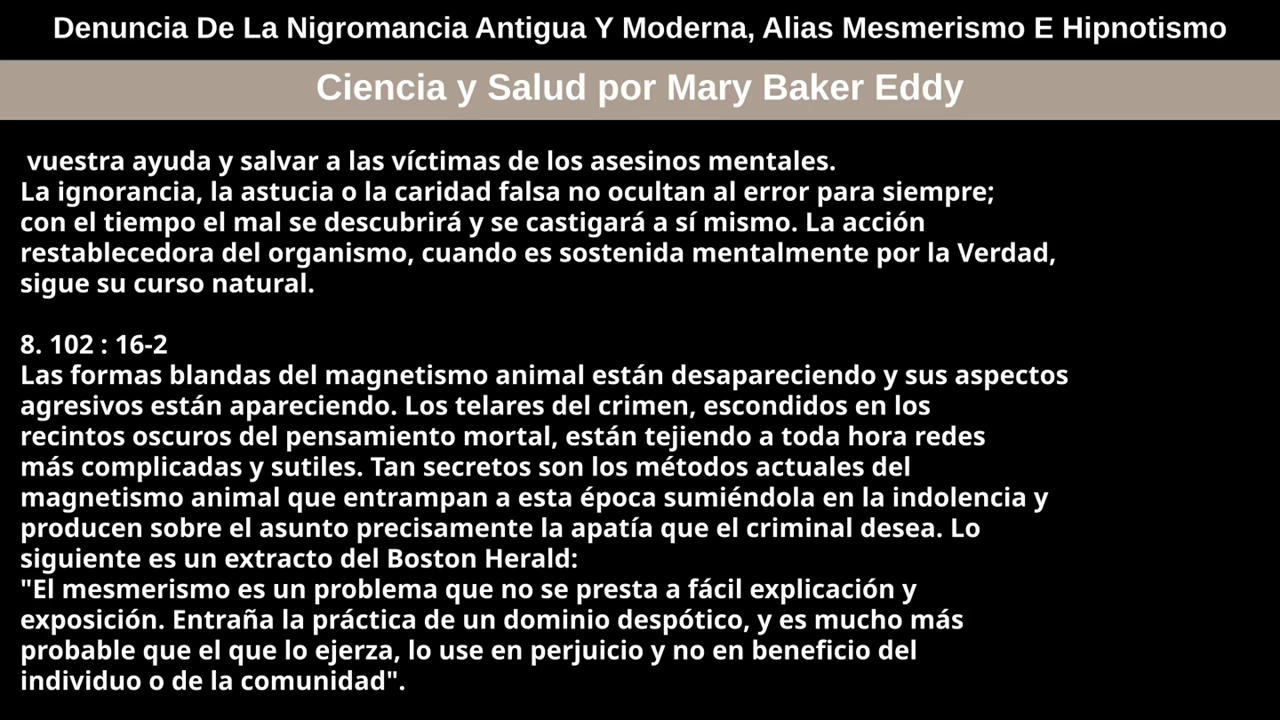 Denuncia De La Nigromancia Antigua Y Moderna, Alias Mesmerismo E Hipnotismo
Ciencia y Salud por Mary Baker Eddy
vuestra ayuda y salvar a las víctimas de los asesinos mentales.
La ignorancia, la astucia o la caridad falsa no ocultan al error para siempre;
con el tiempo el mal se descubrirá y se castigará a sí mismo. La acción
restablecedora del organismo, cuando es sostenida mentalmente por la Verdad,
sigue su curso natural.
8. 102 : 16-2
Las formas blandas del magnetismo animal están desapareciendo y sus aspectos
agresivos están apareciendo. Los telares del crimen, escondidos en los
recintos oscuros del pensamiento mortal, están tejiendo a toda hora redes
más complicadas y sutiles. Tan secretos son los métodos actuales del
magnetismo animal que entrampan a esta época sumiéndola en la indolencia y
producen sobre el asunto precisamente la apatía que el criminal desea. Lo
siguiente es un extracto del Boston Herald:
"El mesmerismo es un problema que no se presta a fácil explicación y
exposición. Entraña la práctica de un dominio despótico, y es mucho más
probable que el que lo ejerza, lo use en perjuicio y no en beneficio del
individuo o de la comunidad".